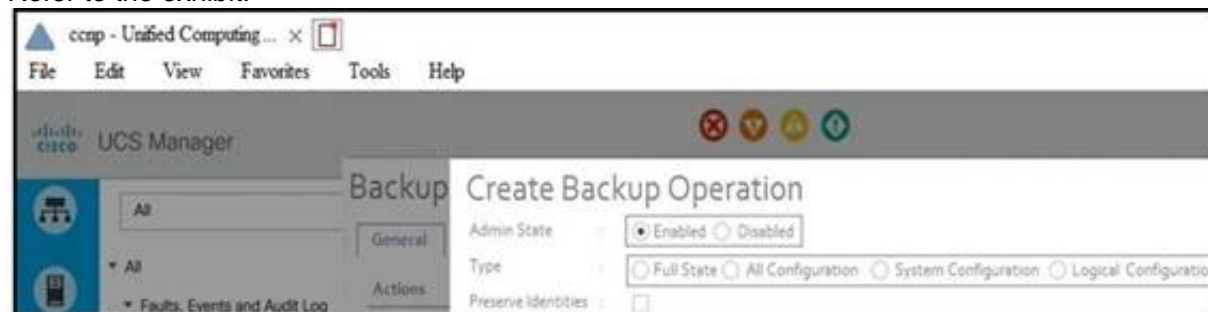 Refer to the exhibit.
ccnp - Unified Computing...
File Edit View Favorites Tools Help
cisco UCS Manager
All
Backup
Create Backup Operation
General
Admin State : Enabled Disabled
All
Type : Full State All Configuration System Configuration Logical Configuratio
Faults, Events and Audit Log
Actions
Preserve Identities :